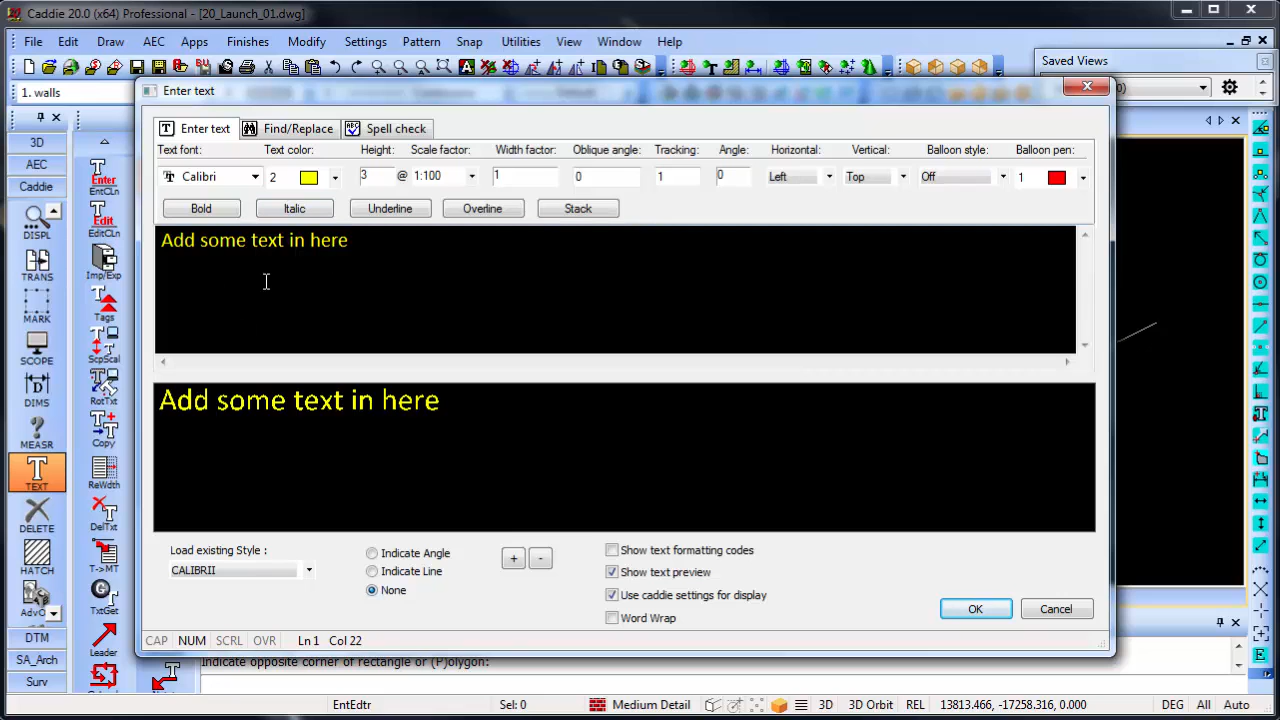 Caddie 20.0 (x64) Professional - [20_Launch_01.dwg]
File Edit Draw AEC Apps Finishes Modify Settings Pattern Snap Utilities View Window Help
Saved Views
1. walls
Enter text
Enter text Find/Replace Spell check
Text font: Text color: Height: Scale factor: Width factor: Oblique angle: Tracking: Angle: Horizontal: Vertical: Balloon style: Balloon pen:
Calibri 2 3 @ 1:100 1 0 1 0 Left Top Off 1
Bold Italic Underline Overline Stack
Add some text in here
Add some text in here
Load existing Style :
CALIBRII
Indicate Angle
Indicate Line
None
+ -
Show text formatting codes
Show text preview
Use caddie settings for display
Word Wrap
OK Cancel
CAP NUM SCRL OVR Ln 1 Col 22
3D
AEC
Caddie
DISPL
TRANS
MARK
SCOPE
DIMS
MEASR
TEXT
DELETE
HATCH
DTM
SA_Arch
Surv
Enter
EntCLn
Edit
EditCLn
Imp/Exp
Tags
ScpScal
RotTxt
Copy
ReWdth
DelTxt
T->MT
TxtGet
Leader
Indicate opposite corner of rectangle or (P)olygon:
EntEdtr Sel: 0 Medium Detail 3D 3D Orbit REL 13813.466, -17258.316, 0.000 DEG All Auto